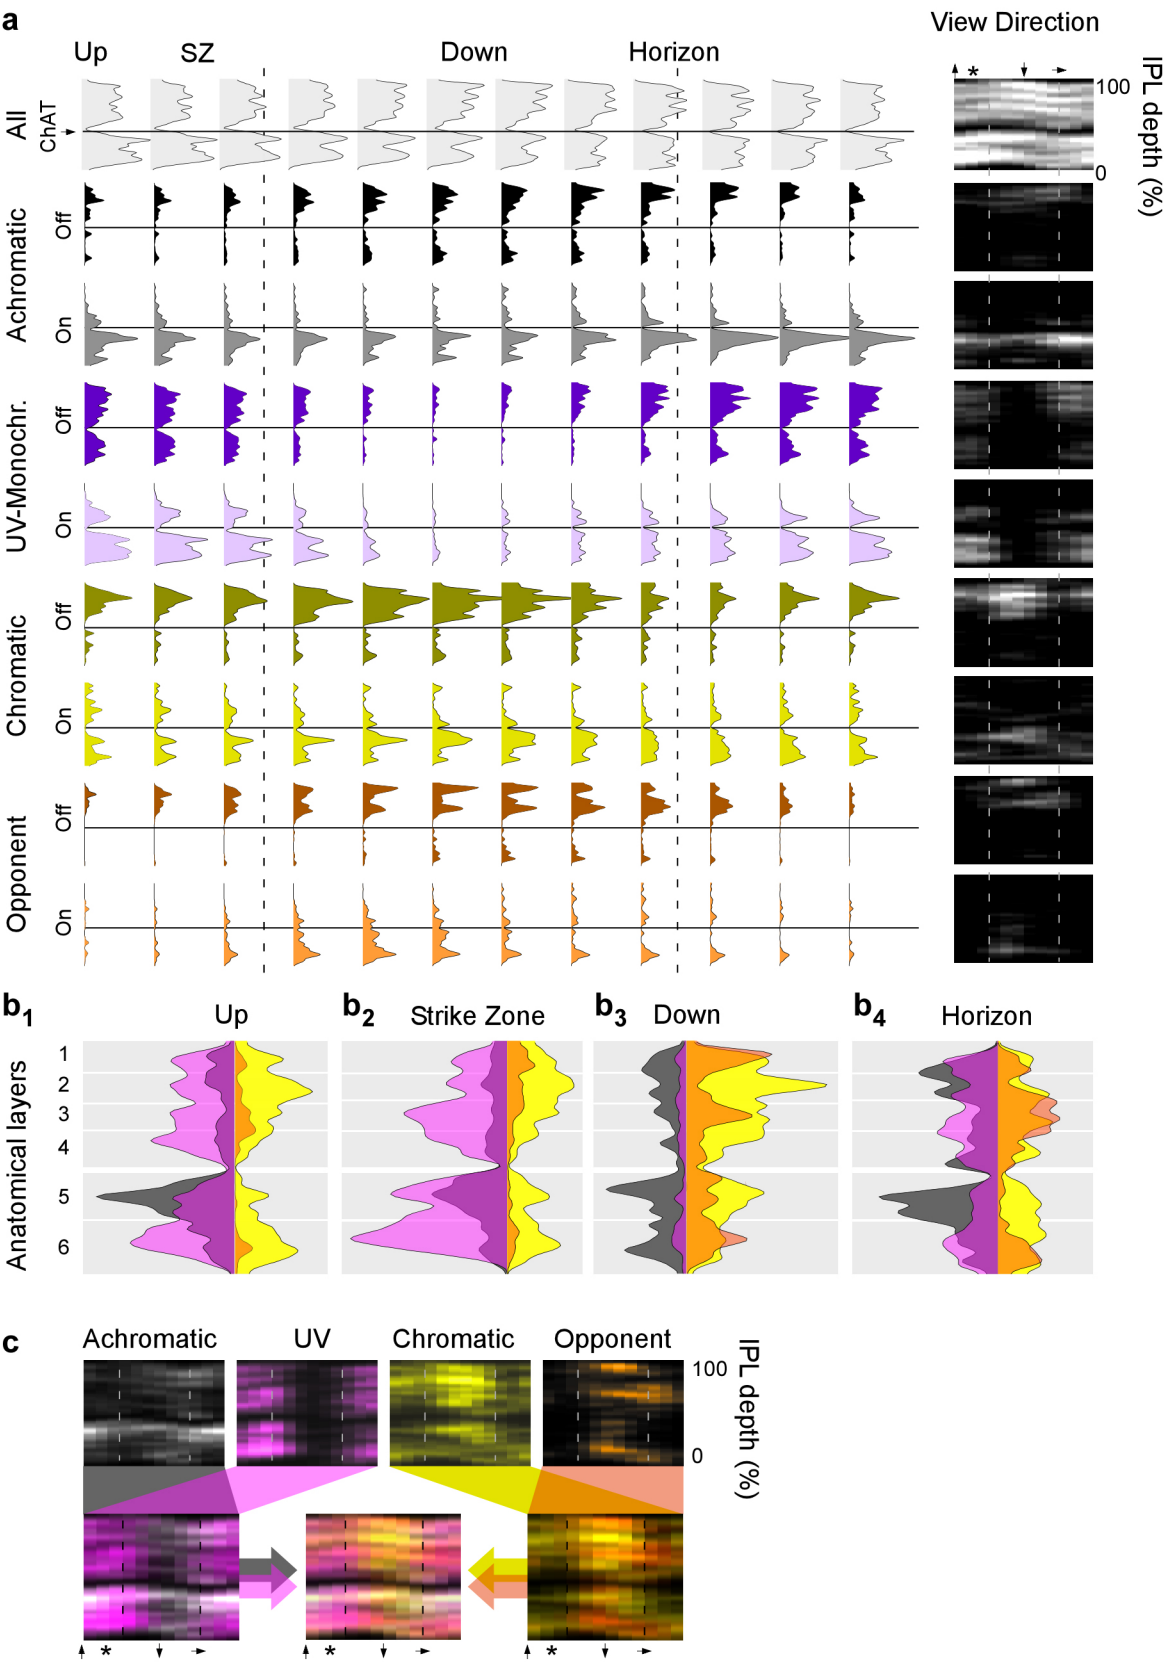 a
View Direction
Up SZ Down Horizon
*
IPL depth (%)
100
0
All
ChAT
Achromatic
Off
On
UV-Monochr.
Off
On
Chromatic
Off
On
Opponent
Off
On
b1 Up
b2 Strike Zone
b3 Down
b4 Horizon
Anatomical layers
1
2
3
4
5
6
c
Achromatic UV Chromatic Opponent
100
0
IPL depth (%)
* * *